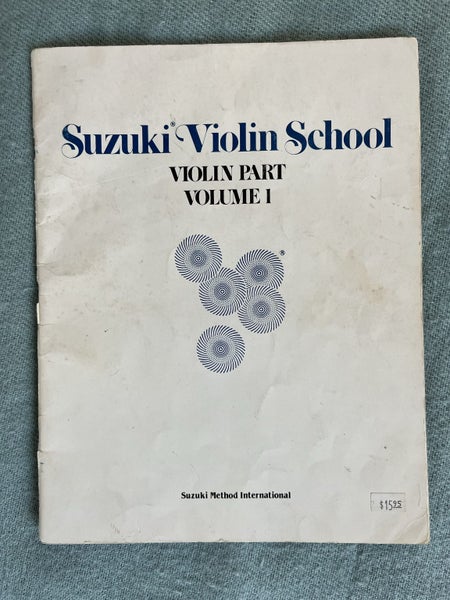 Suzuki® Violin School
VIOLIN PART
VOLUME 1
®
Suzuki Method International
$15.95